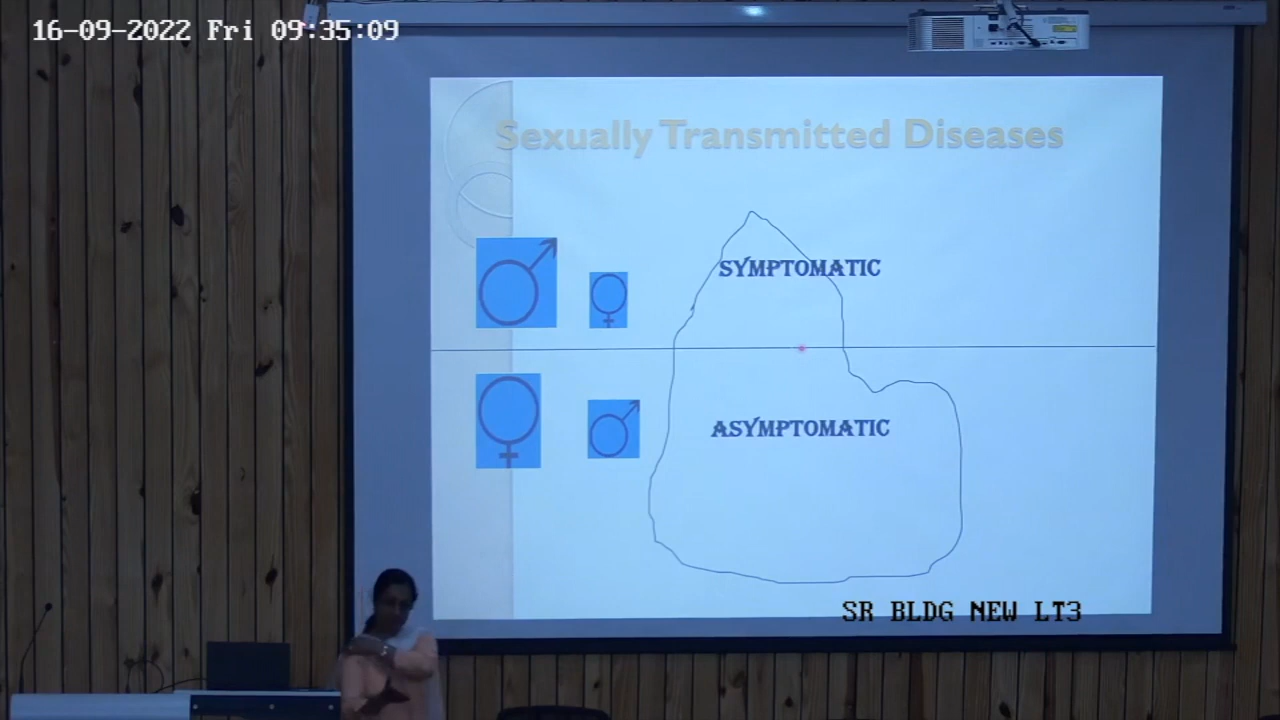 16-09-2022 Fri 09:35:09
Sexually Transmitted Diseases
SYMPTOMATIC
ASYMPTOMATIC
SR BLDG NEW LT3